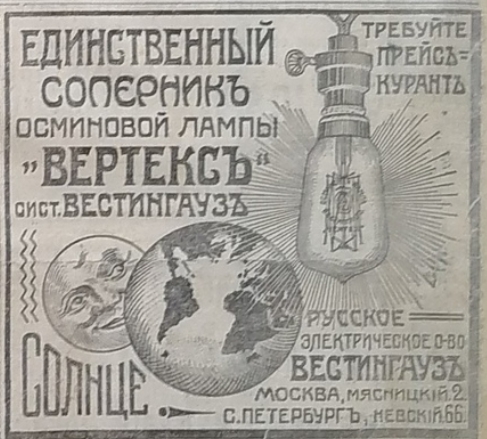 ЕДИНСТВЕННЫЙ
СОПЕРНИКЪ
ОСМИНОВОЙ ЛАМПЫ
„ВЕРТЕКСЪ“
СИСТ. ВЕСТИНГАУЗЪ
СОЛНЦЕ.
ТРЕБУЙТЕ
ПРЕЙСЪ=
КУРАНТЪ
РУССКОЕ
ЭЛЕКТРИЧЕСКОЕ О-ВО
ВЕСТИНГАУЗЪ
МОСКВА, МЯСНИЦКІЙ. 2.
С. ПЕТЕРБУРГЪ, НЕВСКІЙ. 66.